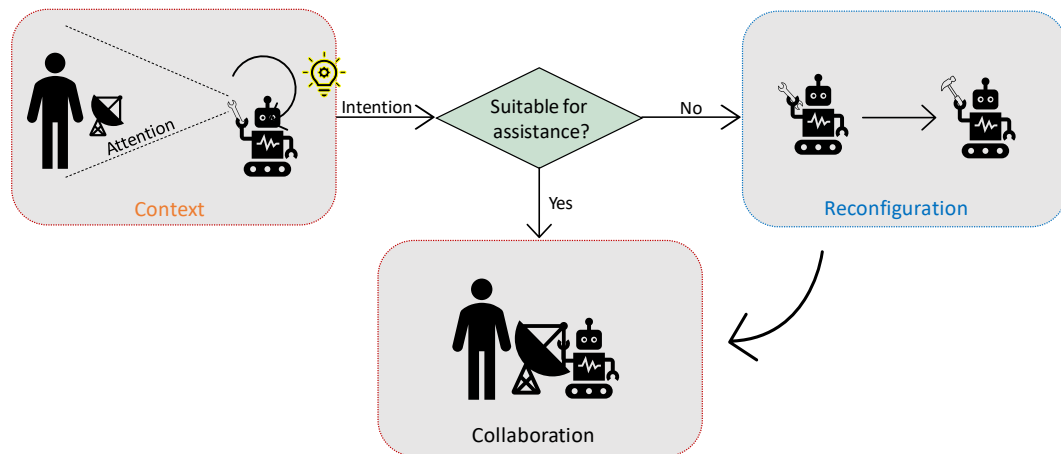 Attention
Context
Intention
Suitable for
assistance?
No
Yes
Reconfiguration
Collaboration